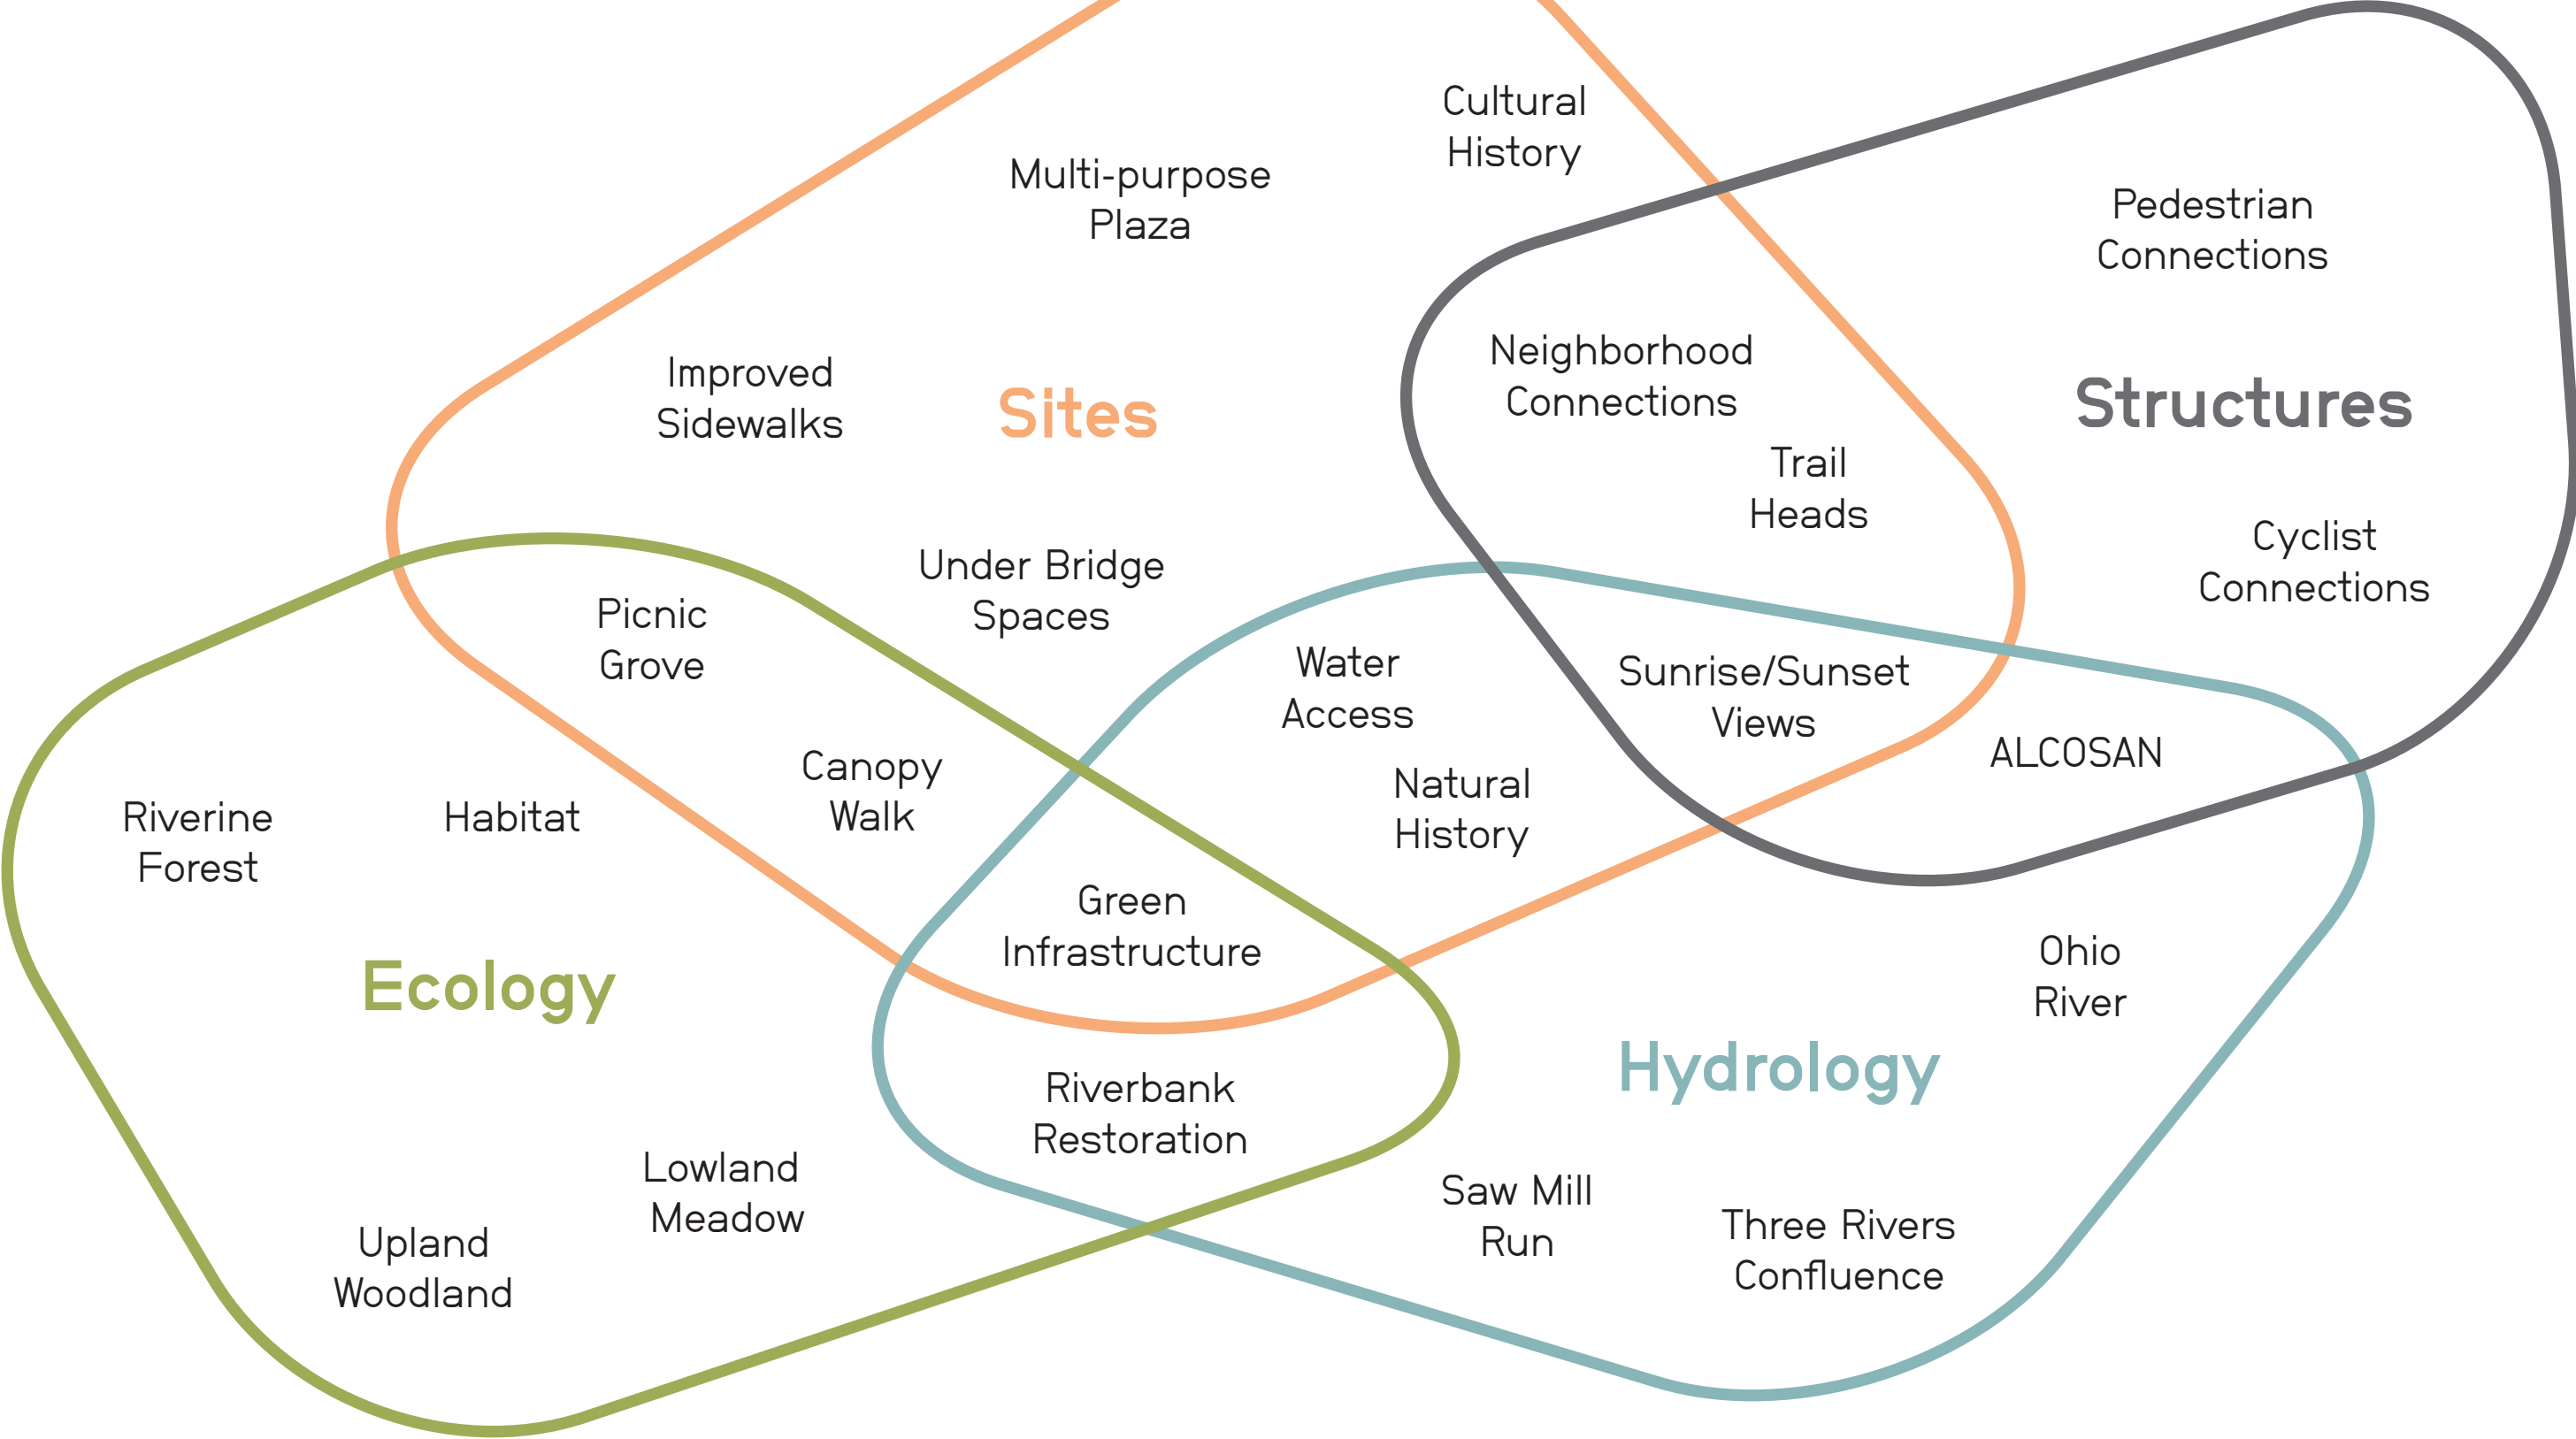 Cultural
History
Multi-purpose
Plaza
Pedestrian
Connections
Improved
Sidewalks
Sites
Neighborhood
Connections
Structures
Trail
Heads
Cyclist
Connections
Under Bridge
Spaces
Picnic
Grove
Water
Access
Sunrise/Sunset
Views
ALCOSAN
Canopy
Walk
Natural
History
Riverine
Forest
Habitat
Green
Infrastructure
Ohio
River
Ecology
Hydrology
Riverbank
Restoration
Lowland
Meadow
Saw Mill
Run
Three Rivers
Confluence
Upland
Woodland